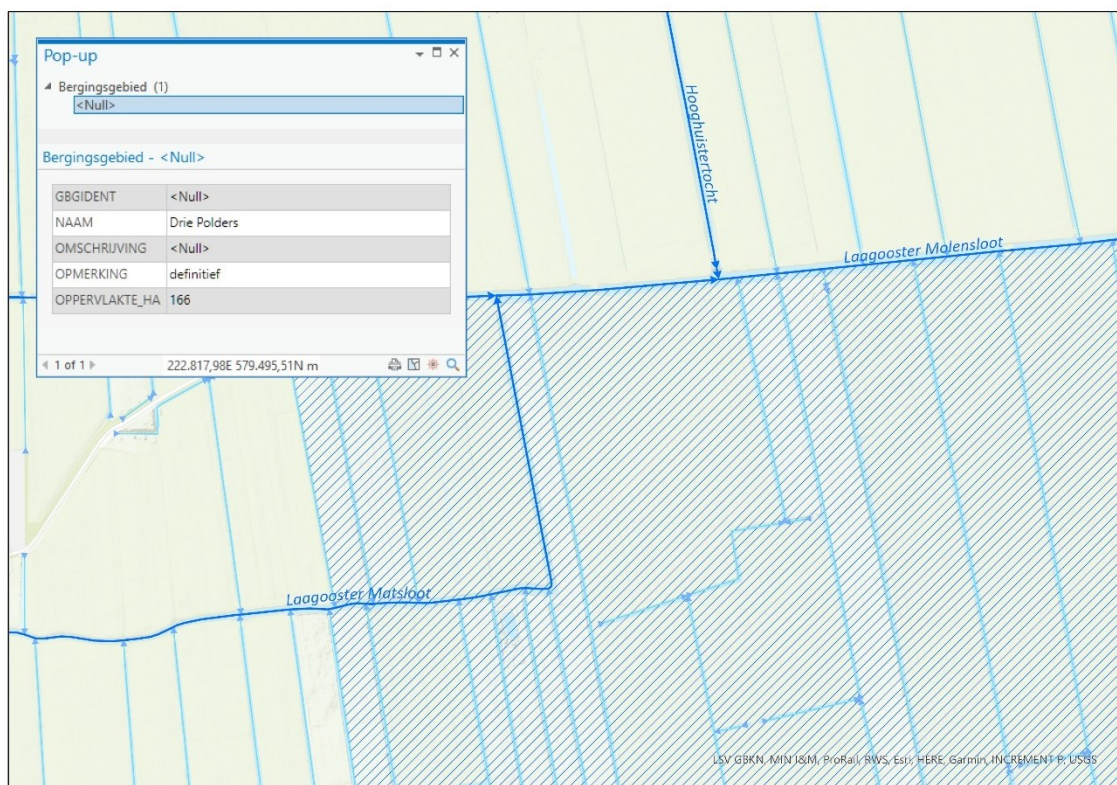 Pop-up
Bergingsgebied (1)
<Null>
Bergingsgebied - <Null>
GBGIDENT <Null>
NAAM Drie Polders
OMSCHRIJVING <Null>
OPMERKING definitief
OPPERVLAKTE_HA 166
1 of 1 222.817,98E 579.495,51N m
Hooghuistertocht
Laagooster Molensloot
Laagooster Matsloot
LSV GBKN, MIN I&M, ProRail, RWS, Esri, HERE, Garmin, INCREMENT P, USGS